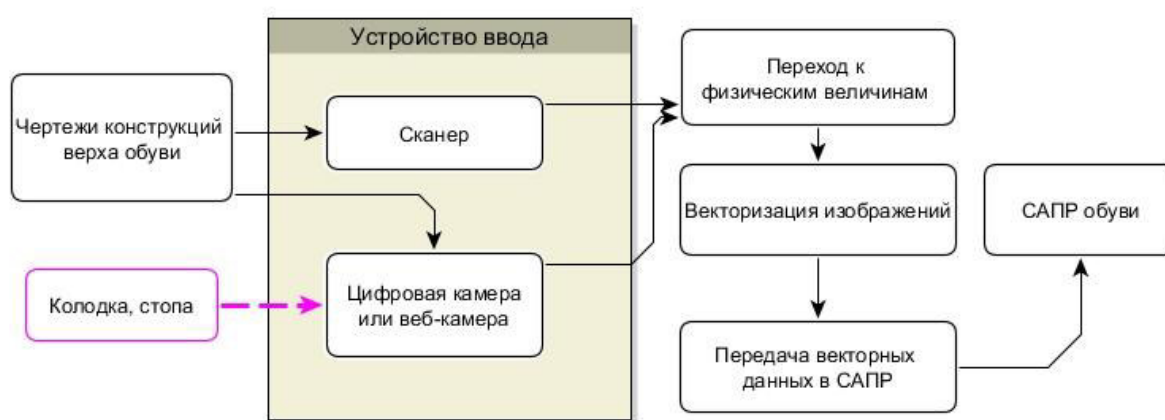 Устройство ввода
Чертежи конструкций
верха обуви
Сканер
Колодка, стопа
Цифровая камера
или веб-камера
Переход к
физическим величинам
Векторизация изображений
САПР обуви
Передача векторных
данных в САПР